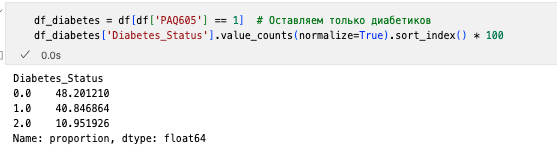 df_diabetes = df[df['PAQ605'] == 1]  # Оставляем только диабетиков
df_diabetes['Diabetes_Status'].value_counts(normalize=True).sort_index() * 100
0.0s
Diabetes_Status
0.0    48.201210
1.0    40.846864
2.0    10.951926
Name: proportion, dtype: float64